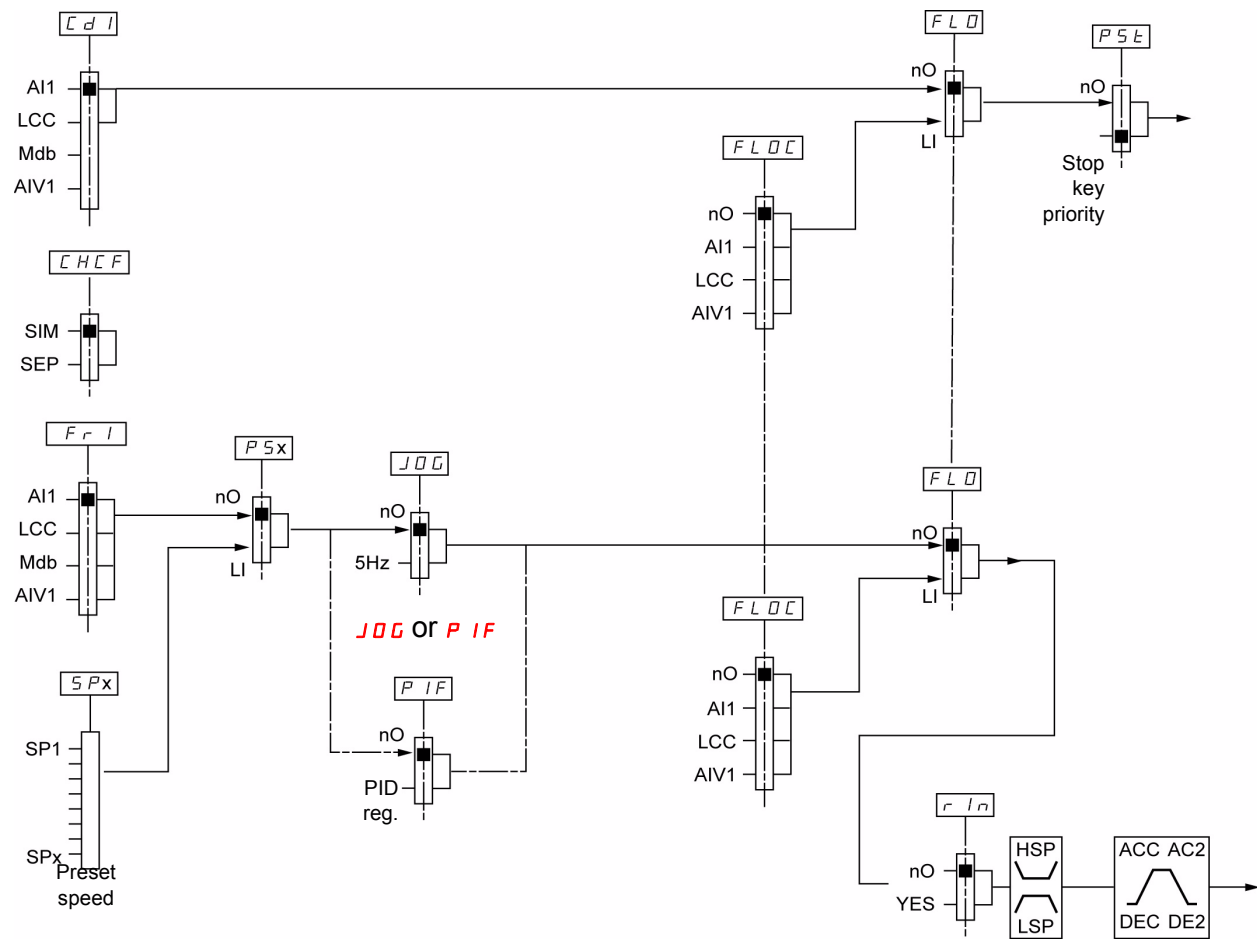 Cd1
AI1
LCC
Mdb
AIV1
FLO
nO
LI
PSt
nO
Stop
key
priority
FLOC
nO
AI1
LCC
AIV1
CHCF
SIM
SEP
Fr1
AI1
LCC
Mdb
AIV1
PSx
nO
LI
JOG
nO
5Hz
JOG or PIF
FLO
nO
LI
SPx
SP1
SPx
Preset
speed
PIF
nO
PID
reg.
FLOC
nO
AI1
LCC
AIV1
rIn
nO
YES
HSP
LSP
ACC AC2
DEC DE2